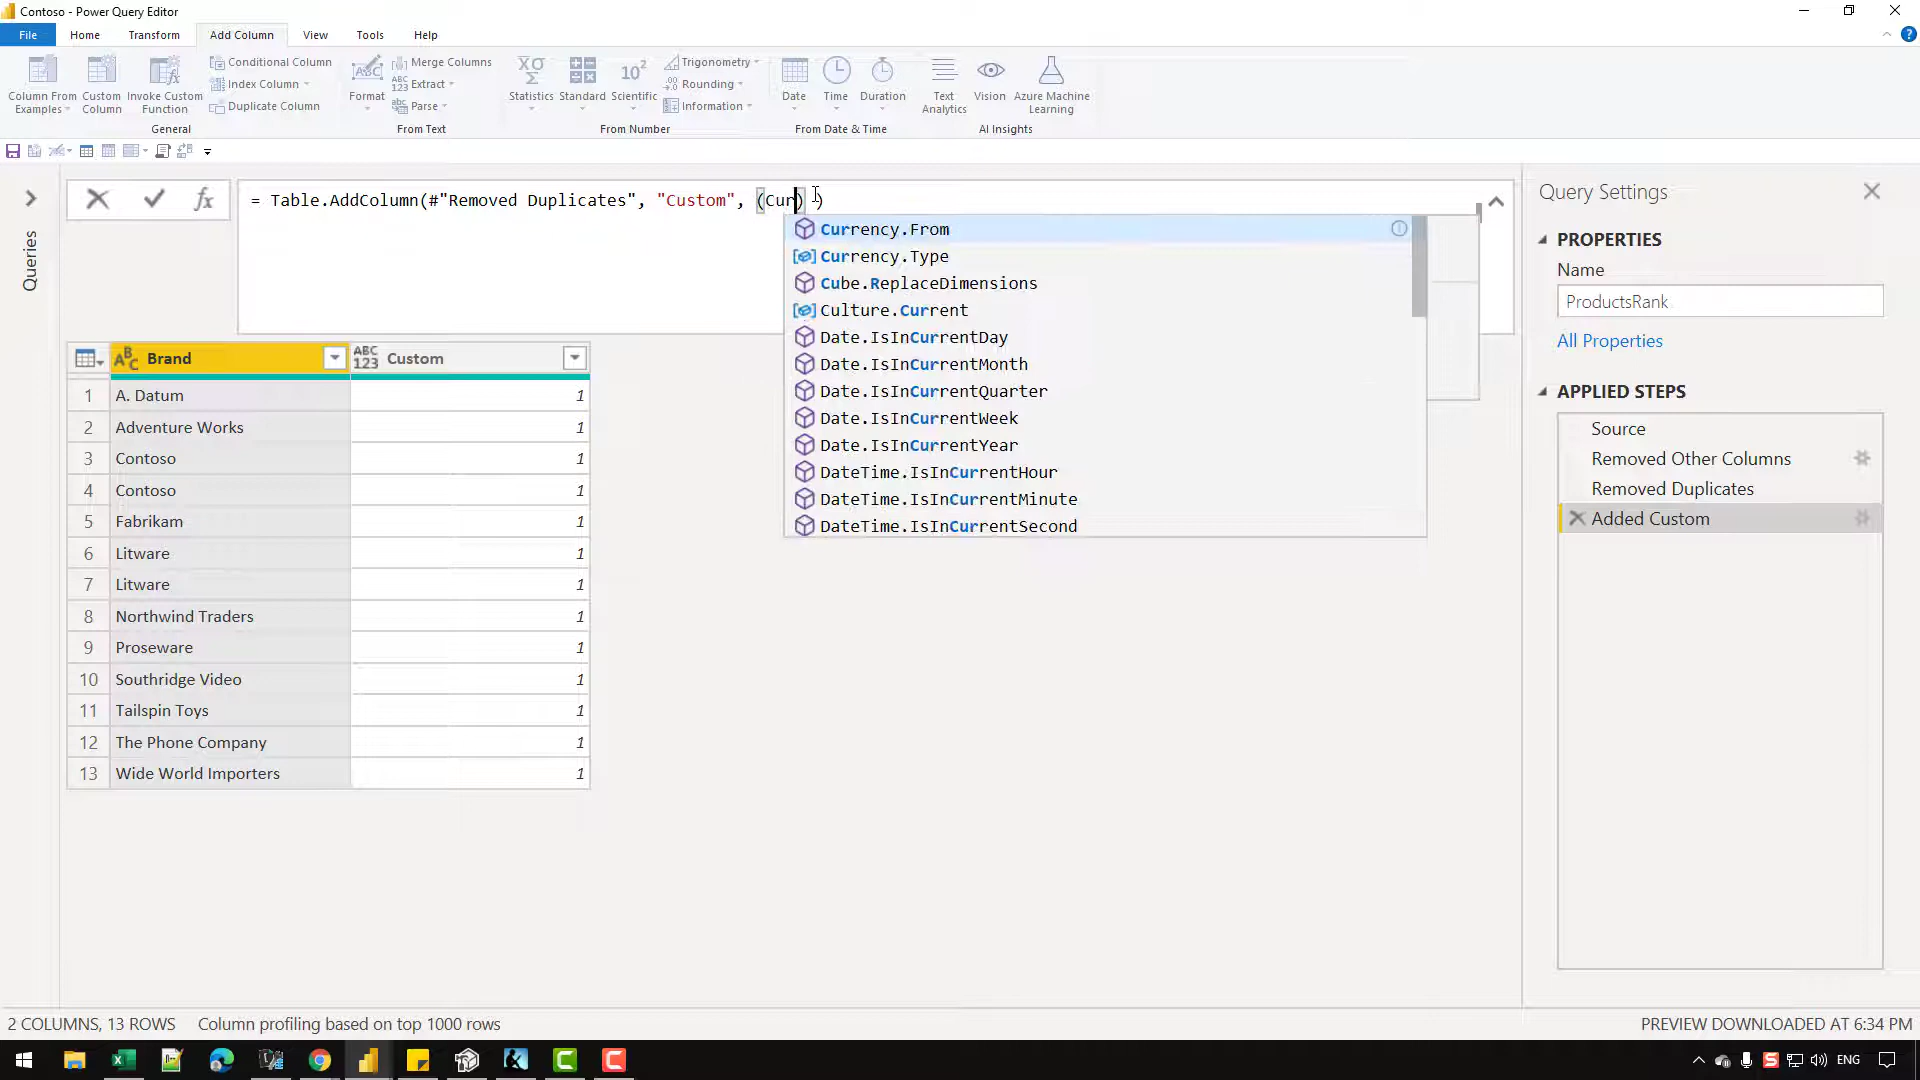 Contoso - Power Query Editor
File Home Transform Add Column View Tools Help
Column From Examples
Custom Column
Invoke Custom Function
Conditional Column
Index Column
Duplicate Column
General
Format
Merge Columns
Extract
Parse
From Text
Statistics
Standard
Scientific
Trigonometry
Rounding
Information
From Number
Date
Time
Duration
From Date & Time
Text Analytics
Vision
Azure Machine Learning
AI Insights
Queries
= Table.AddColumn(#"Removed Duplicates", "Custom", (Cur) )
Currency.From
Currency.Type
Cube.ReplaceDimensions
Culture.Current
Date.IsInCurrentDay
Date.IsInCurrentMonth
Date.IsInCurrentQuarter
Date.IsInCurrentWeek
Date.IsInCurrentYear
DateTime.IsInCurrentHour
DateTime.IsInCurrentMinute
DateTime.IsInCurrentSecond
Brand ABC 123 Custom
1 A. Datum 1
2 Adventure Works 1
3 Contoso 1
4 Contoso 1
5 Fabrikam 1
6 Litware 1
7 Litware 1
8 Northwind Traders 1
9 Proseware 1
10 Southridge Video 1
11 Tailspin Toys 1
12 The Phone Company 1
13 Wide World Importers 1
Query Settings
PROPERTIES
Name
ProductsRank
All Properties
APPLIED STEPS
Source
Removed Other Columns
Removed Duplicates
Added Custom
2 COLUMNS, 13 ROWS Column profiling based on top 1000 rows
PREVIEW DOWNLOADED AT 6:34 PM
ENG